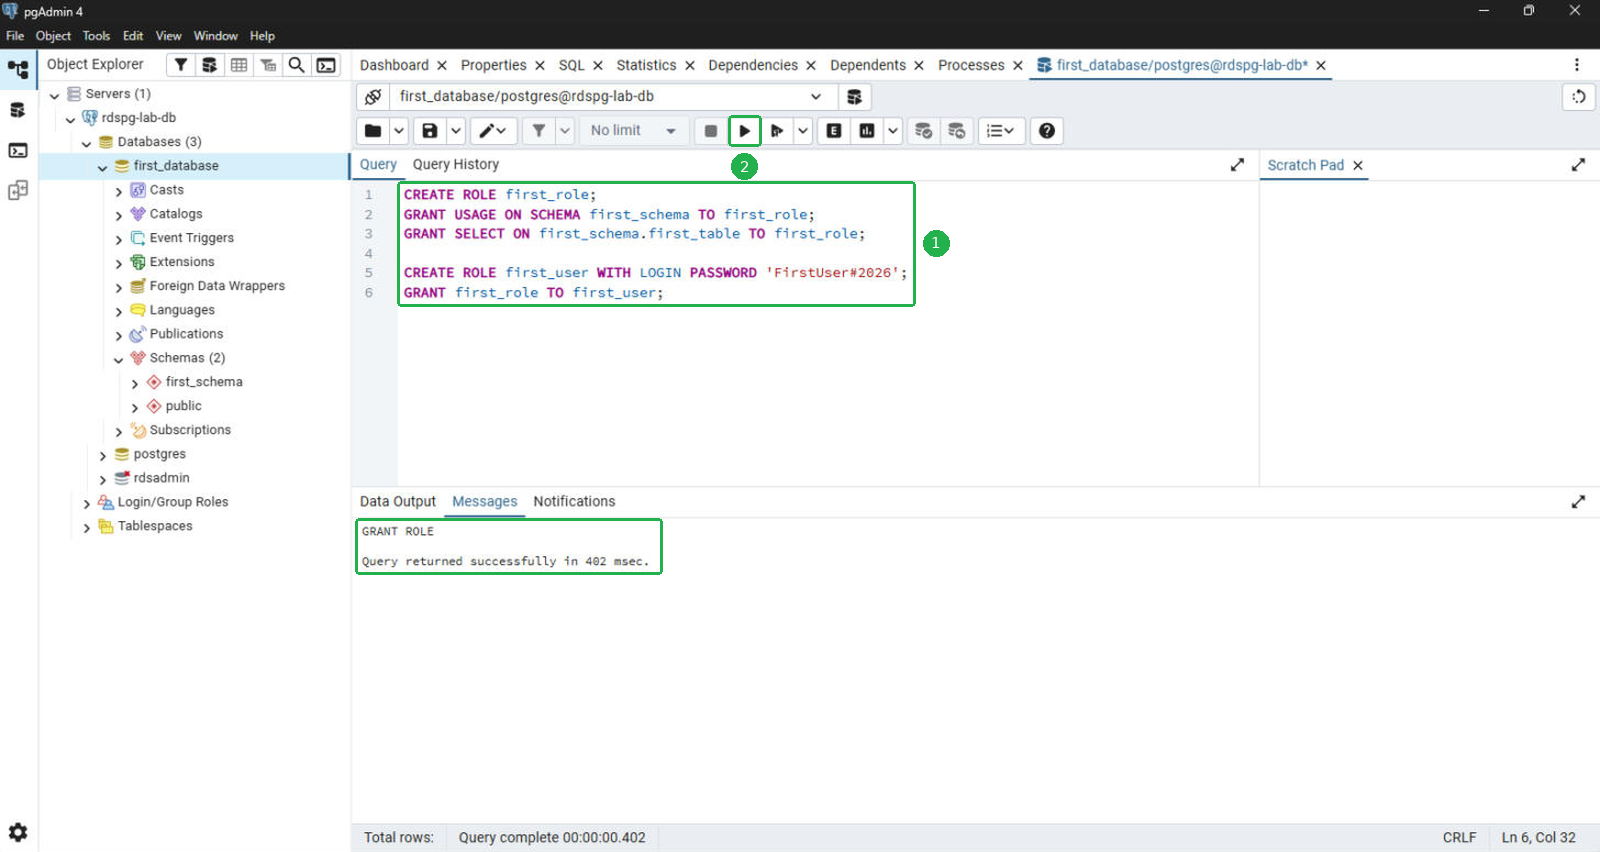 pgAdmin 4
File Object Tools Edit View Window Help
Object Explorer
Dashboard Properties SQL Statistics Dependencies Dependents Processes first_database/postgres@rdspg-lab-db*
Servers (1)
rdspg-lab-db
Databases (3)
first_database
Casts
Catalogs
Event Triggers
Extensions
Foreign Data Wrappers
Languages
Publications
Schemas (2)
first_schema
public
Subscriptions
postgres
rdsadmin
Login/Group Roles
Tablespaces
first_database/postgres@rdspg-lab-db
No limit
E
2
Query Query History
Scratch Pad
1 CREATE ROLE first_role;
2 GRANT USAGE ON SCHEMA first_schema TO first_role;
3 GRANT SELECT ON first_schema.first_table TO first_role;
4
5 CREATE ROLE first_user WITH LOGIN PASSWORD 'FirstUser#2026';
6 GRANT first_role TO first_user;
1
Data Output Messages Notifications
GRANT ROLE
Query returned successfully in 402 msec.
Total rows: Query complete 00:00:00.402 CRLF Ln 6, Col 32